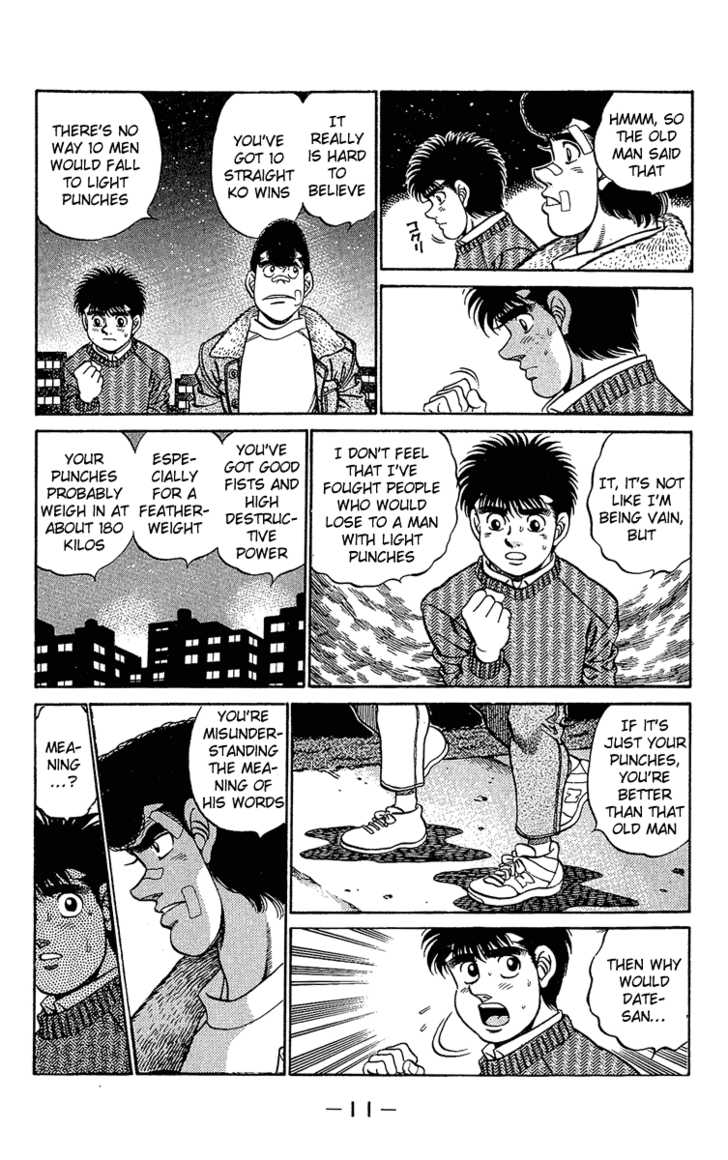 HMMM, SO
THE OLD
MAN SAID
THAT
コクリ
IT
REALLY
IS HARD
TO
BELIEVE
YOU'VE
GOT 10
STRAIGHT
KO WINS
THERE'S NO
WAY 10 MEN
WOULD FALL
TO LIGHT
PUNCHES
IT, IT'S NOT
LIKE I'M
BEING VAIN,
BUT
I DON'T FEEL
THAT I'VE
FOUGHT PEOPLE
WHO WOULD
LOSE TO A MAN
WITH LIGHT
PUNCHES
YOU'VE
GOT GOOD
FISTS AND
HIGH
DESTRUC-
TIVE
POWER
ESPE-
CIALLY
FOR A
FEATHER-
WEIGHT
YOUR
PUNCHES
PROBABLY
WEIGH IN AT
ABOUT 180
KILOS
IF IT'S
JUST YOUR
PUNCHES,
YOU'RE
BETTER
THAN THAT
OLD MAN
THEN WHY
WOULD
DATE-
SAN...
YOU'RE
MISUNDER-
STANDING
THE MEA-
NING OF
HIS WORDS
MEA-
NING
...?
—11—